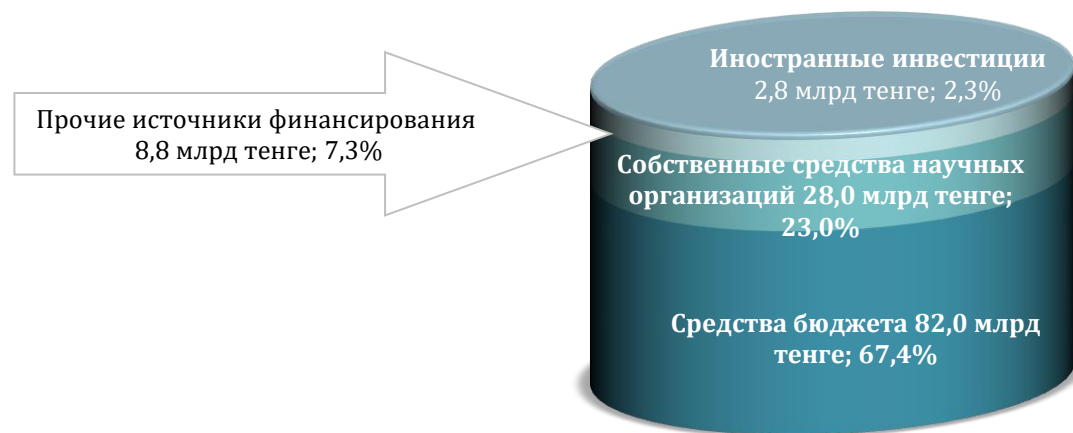 Иностранные инвестиции
2,8 млрд тенге; 2,3%
Прочие источники финансирования
8,8 млрд тенге; 7,3%
Собственные средства научных
организаций 28,0 млрд тенге;
23,0%
Средства бюджета 82,0 млрд
тенге; 67,4%